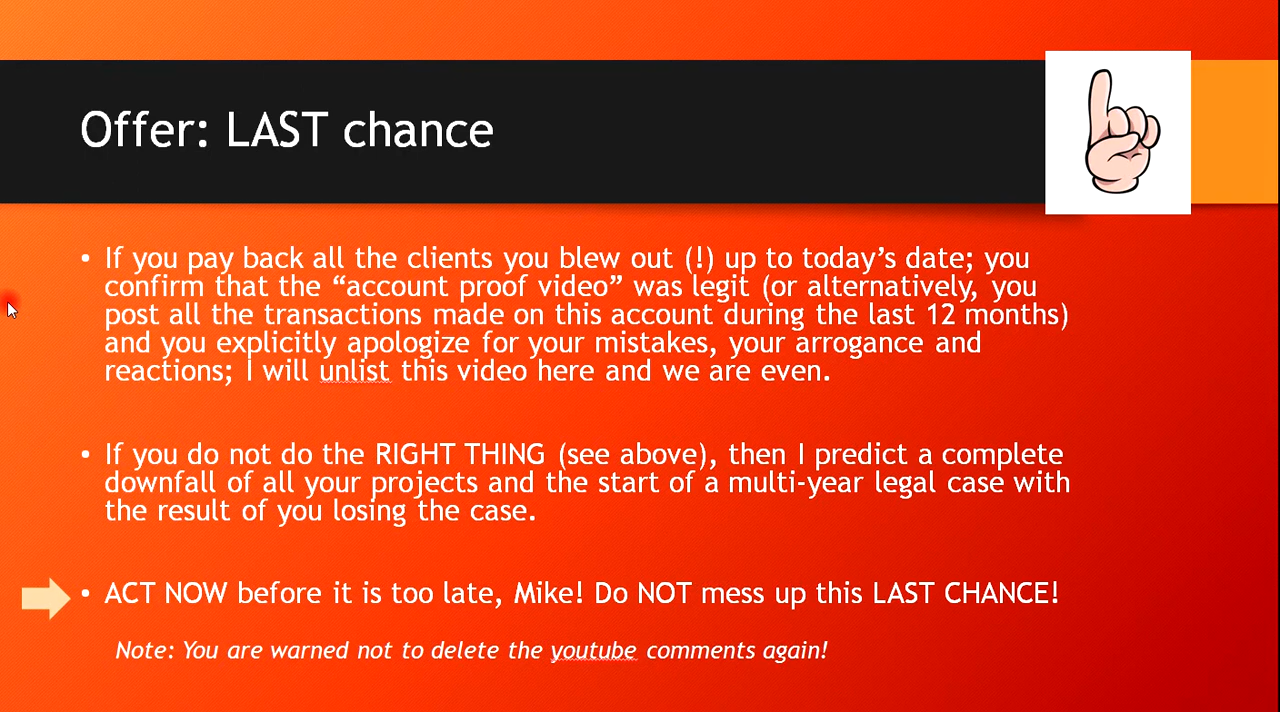 Offer: LAST chance
• If you pay back all the clients you blew out (!) up to today’s date; you
confirm that the “account proof video” was legit (or alternatively, you
post all the transactions made on this account during the last 12 months)
and you explicitly apologize for your mistakes, your arrogance and
reactions; I will unlist this video here and we are even.
• If you do not do the RIGHT THING (see above), then I predict a complete
downfall of all your projects and the start of a multi-year legal case with
the result of you losing the case.
• ACT NOW before it is too late, Mike! Do NOT mess up this LAST CHANCE!
Note: You are warned not to delete the youtube comments again!